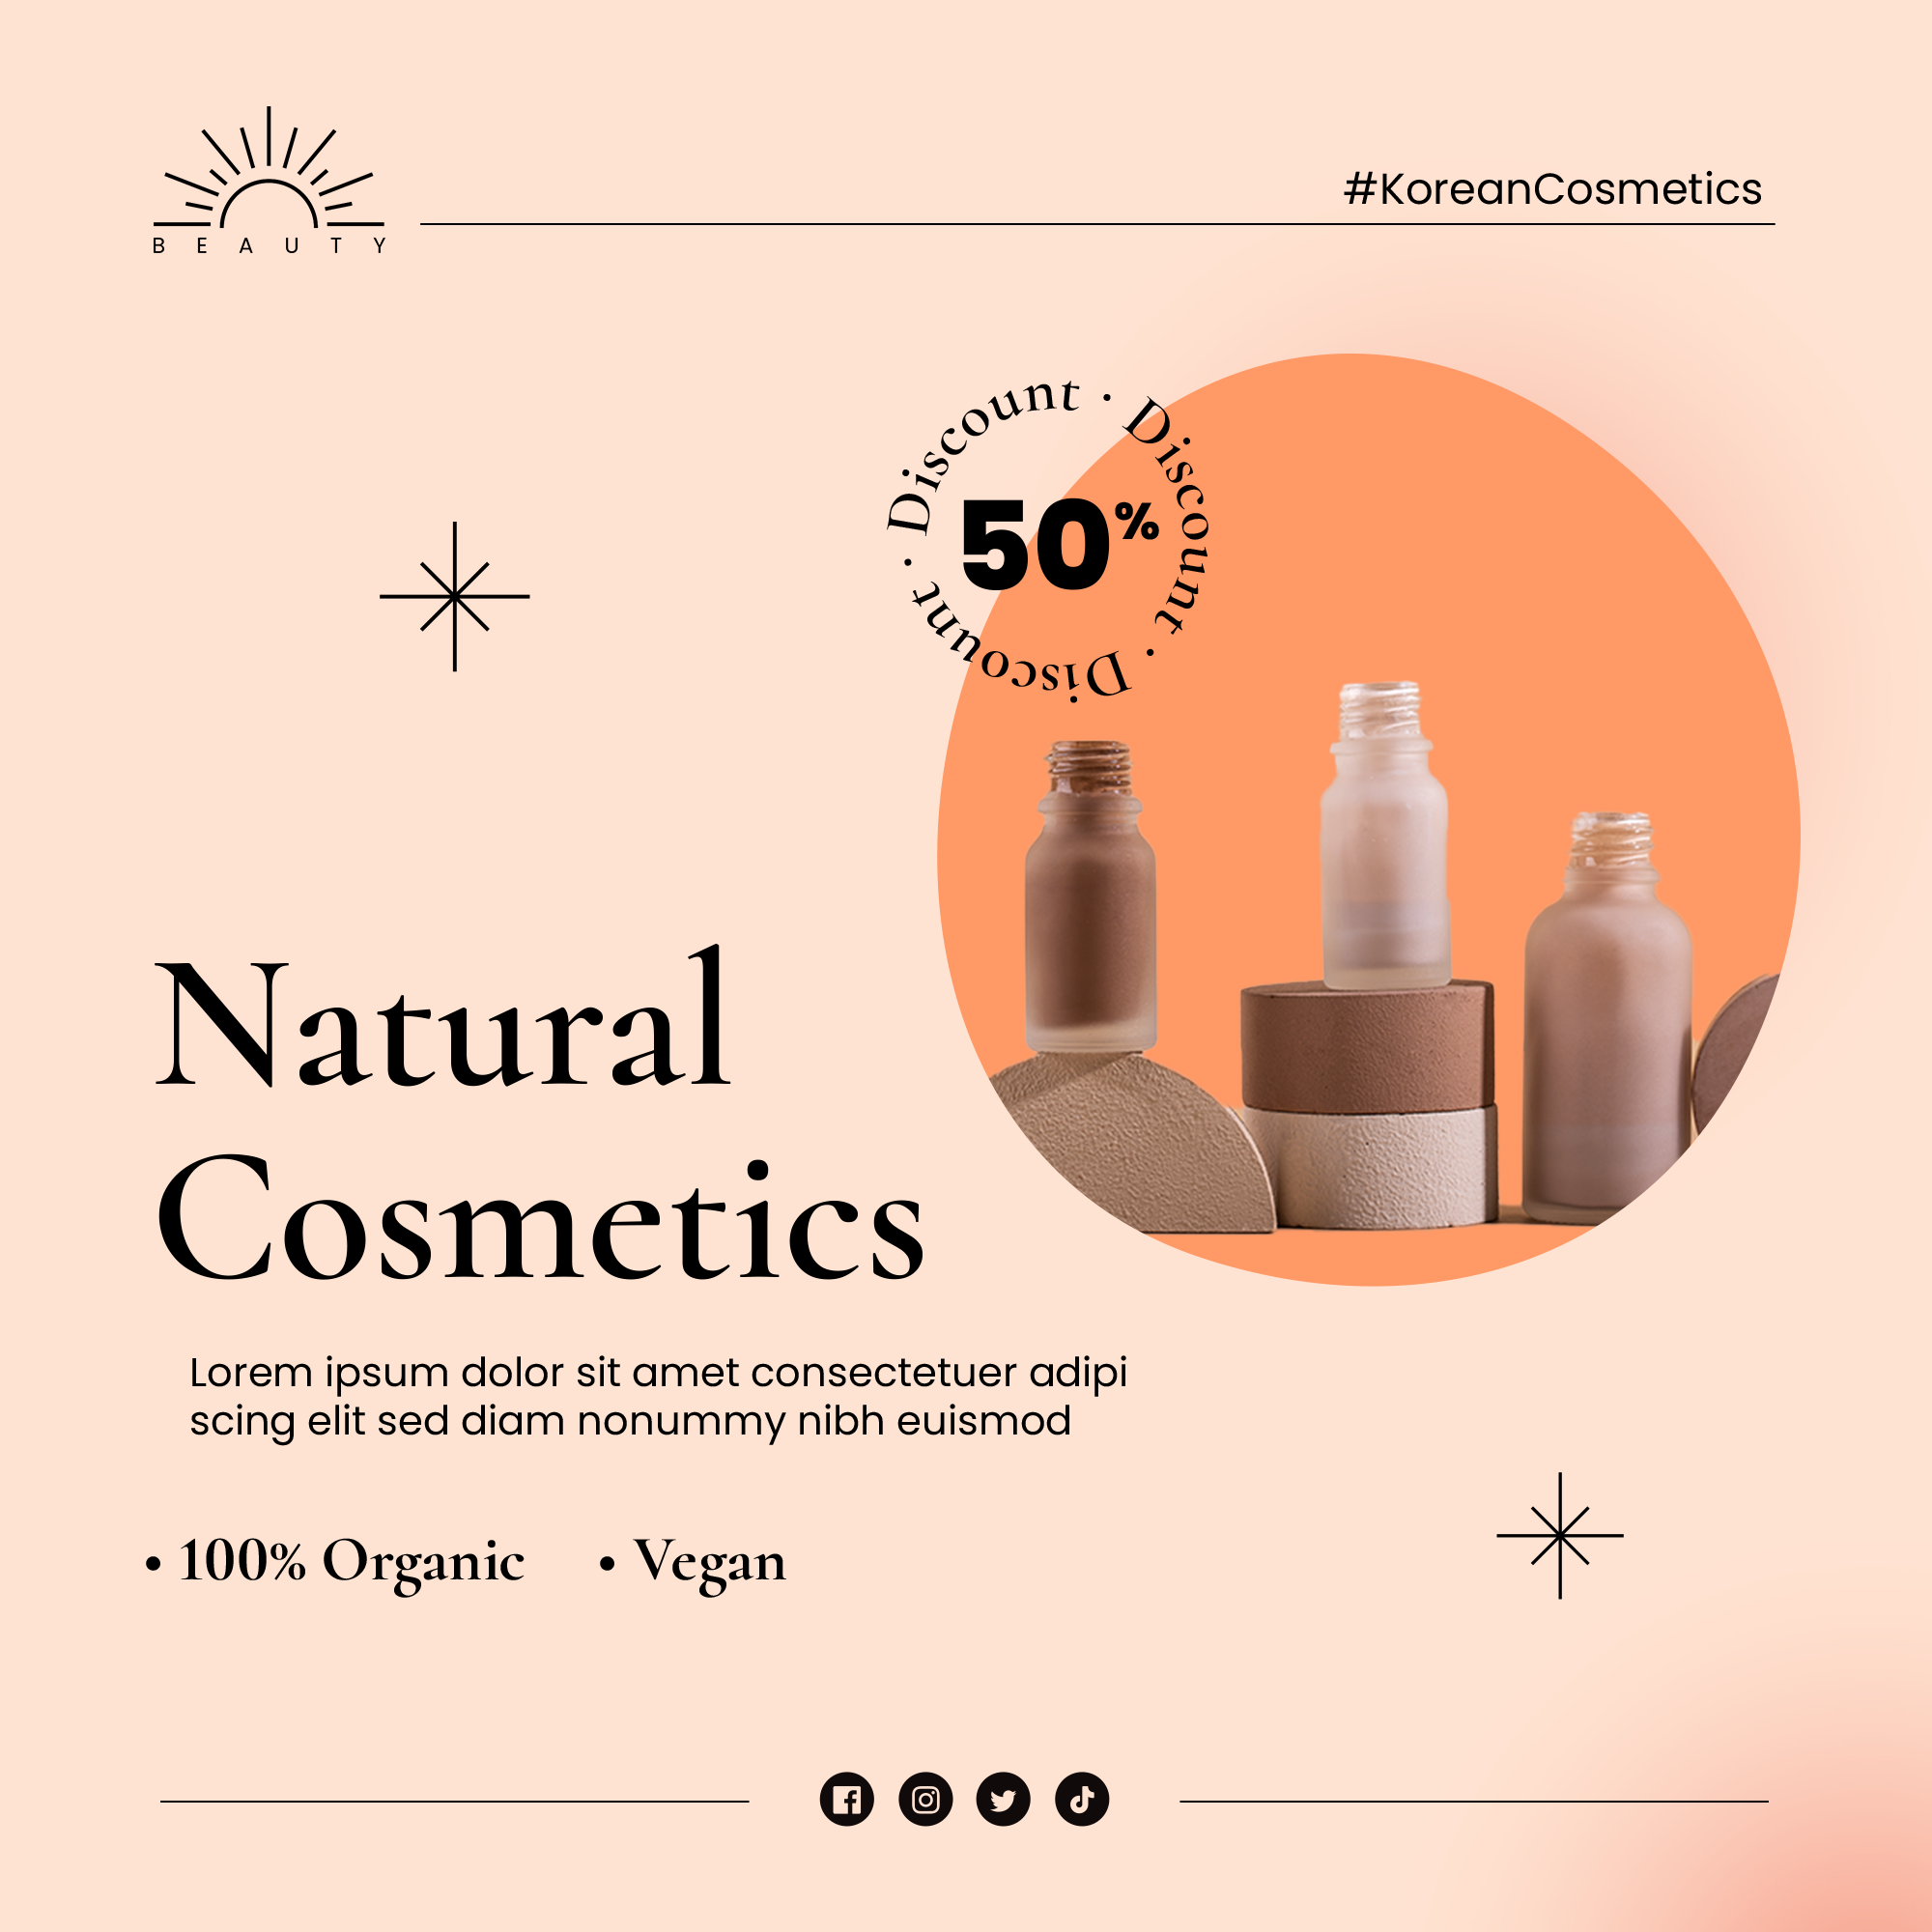 BEAUTY
#KoreanCosmetics
Discount · Discount · Discount ·
50%
Natural
Cosmetics
Lorem ipsum dolor sit amet consectetuer adipi
scing elit sed diam nonummy nibh euismod
• 100% Organic • Vegan